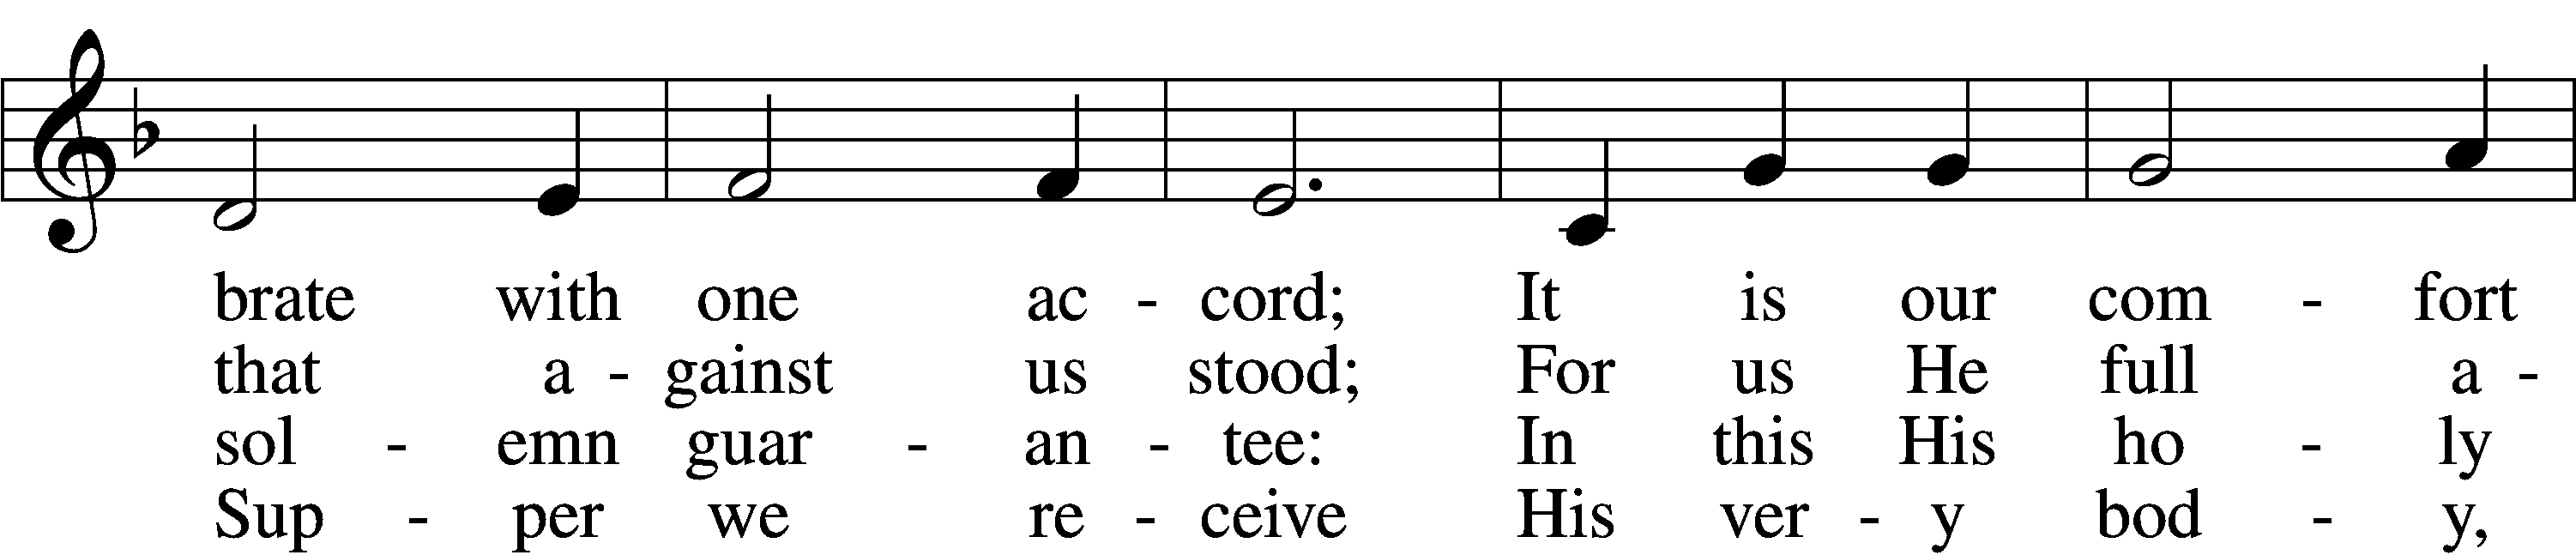 brate with one ac - cord; It is our com - fort
that a - gainst us stood; For us He full a -
sol - emn guar - an - tee: In this His ho - ly
Sup - per we re - ceive His ver - y bod - y,